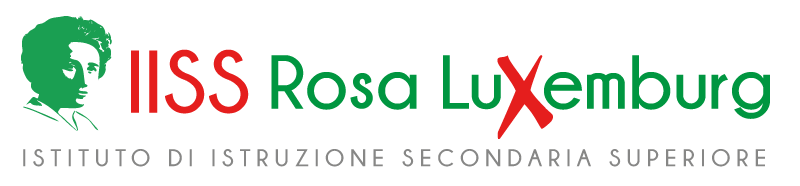 IISS Rosa LuXemburg
ISTITUTO DI ISTRUZIONE SECONDARIA SUPERIORE